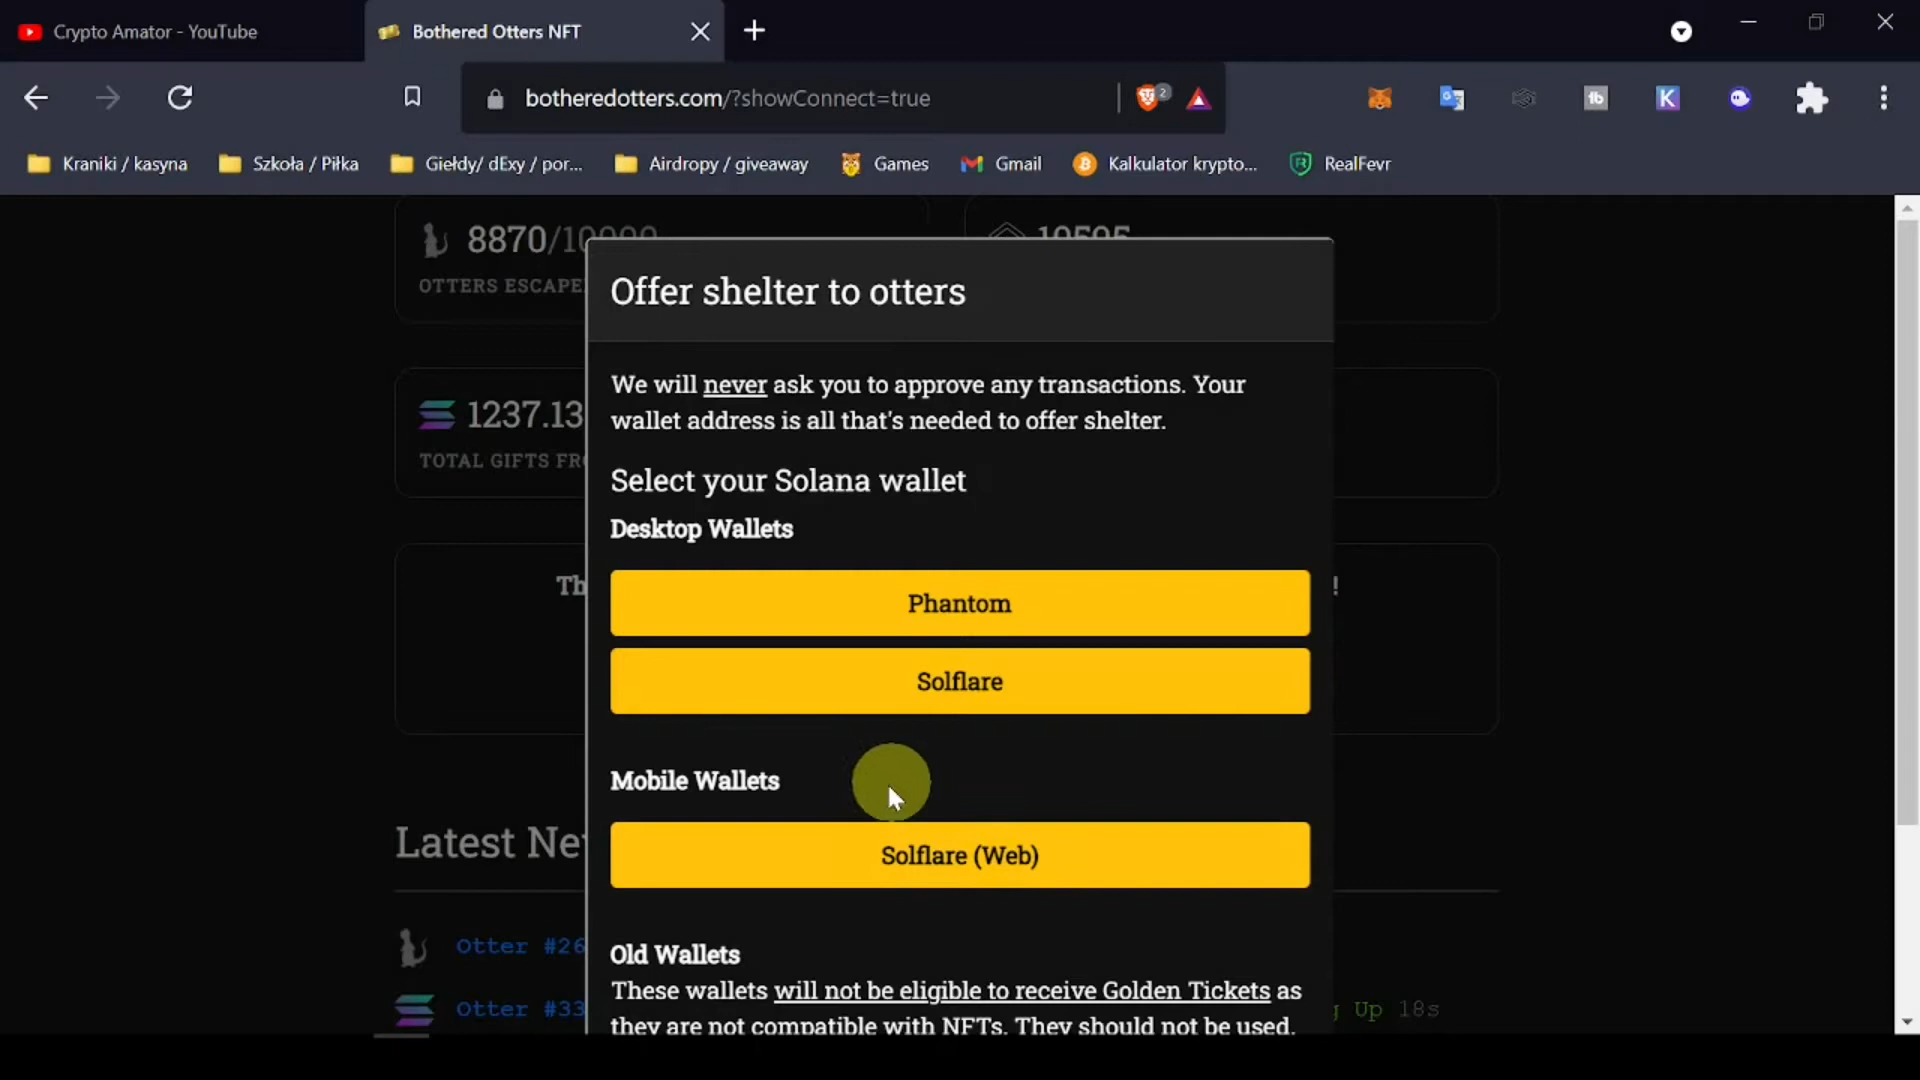 Crypto Amator - YouTube
Bothered Otters NFT
botheredotters.com/?showConnect=true
2
Kraniki / kasyna
Szkoła / Piłka
Giełdy/ dExy / por...
Airdropy / giveaway
Games
Gmail
Kalkulator krypto...
RealFevr
8870/10000
10595
OTTERS ESCAPE
Offer shelter to otters
We will never ask you to approve any transactions. Your
wallet address is all that's needed to offer shelter.
1237.13
TOTAL GIFTS FR
Select your Solana wallet
Desktop Wallets
Th
!
Phantom
Solflare
Mobile Wallets
Latest Ne
Solflare (Web)
Otter #26
Old Wallets
These wallets will not be eligible to receive Golden Tickets as
Otter #33
g Up 18s
they are not compatible with NFTs. They should not be used.